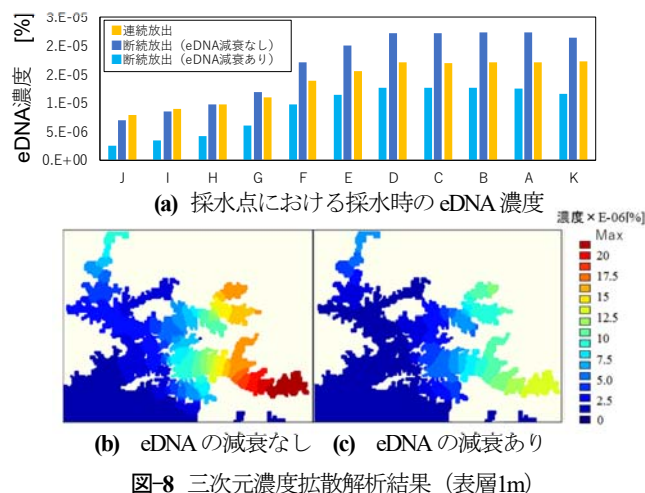 (a)
[%]
eDNA濃度
3.E-05
2.E-05
2.E-05
1.E-05
5.E-06
0.E+00
連続放出
断続放出（eDNA減衰なし）
断続放出（eDNA減衰あり）
J I H G F E D C B A K
(a) 採水点における採水時の eDNA 濃度
濃度×E-06[%]
Max
20
17.5
15
12.5
10
7.5
5.0
2.5
0
(b) eDNA の減衰なし (c) eDNA の減衰あり
図-8 三次元濃度拡散解析結果（表層1m）